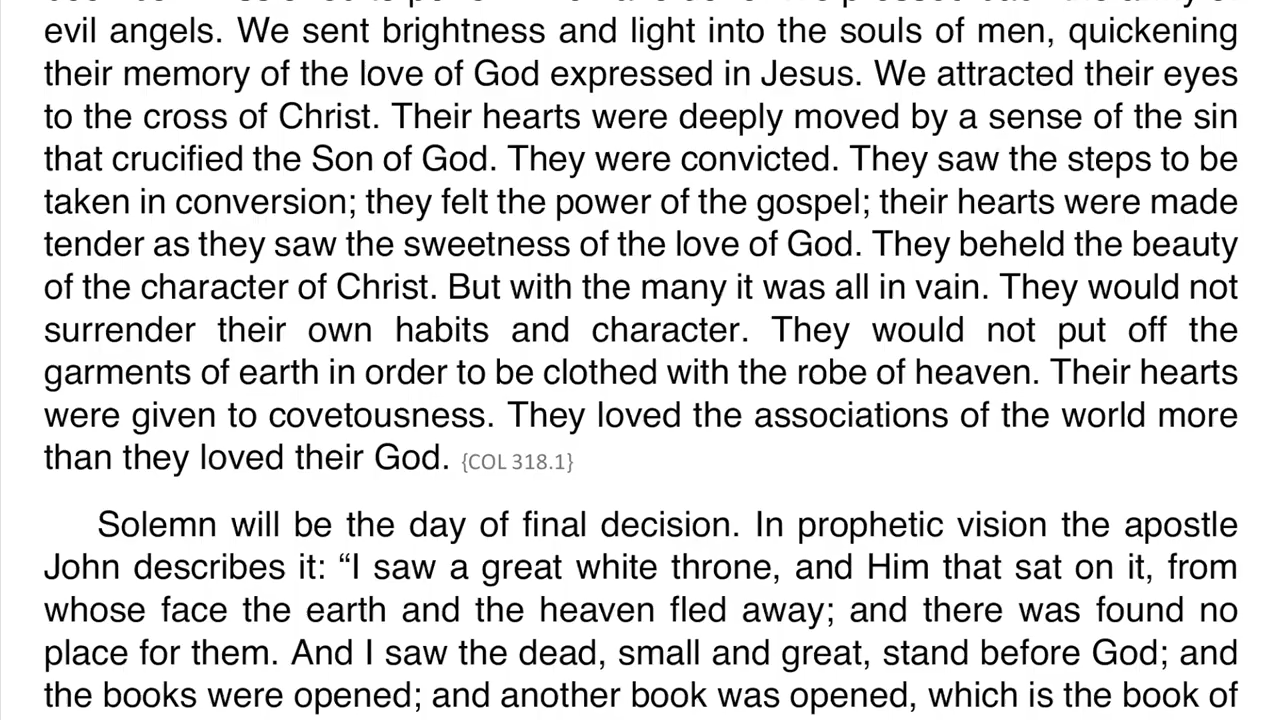 evil angels. We sent brightness and light into the souls of men, quickening
their memory of the love of God expressed in Jesus. We attracted their eyes
to the cross of Christ. Their hearts were deeply moved by a sense of the sin
that crucified the Son of God. They were convicted. They saw the steps to be
taken in conversion; they felt the power of the gospel; their hearts were made
tender as they saw the sweetness of the love of God. They beheld the beauty
of the character of Christ. But with the many it was all in vain. They would not
surrender their own habits and character. They would not put off the
garments of earth in order to be clothed with the robe of heaven. Their hearts
were given to covetousness. They loved the associations of the world more
than they loved their God. {COL 318.1}
Solemn will be the day of final decision. In prophetic vision the apostle
John describes it: “I saw a great white throne, and Him that sat on it, from
whose face the earth and the heaven fled away; and there was found no
place for them. And I saw the dead, small and great, stand before God; and
the books were opened; and another book was opened, which is the book of